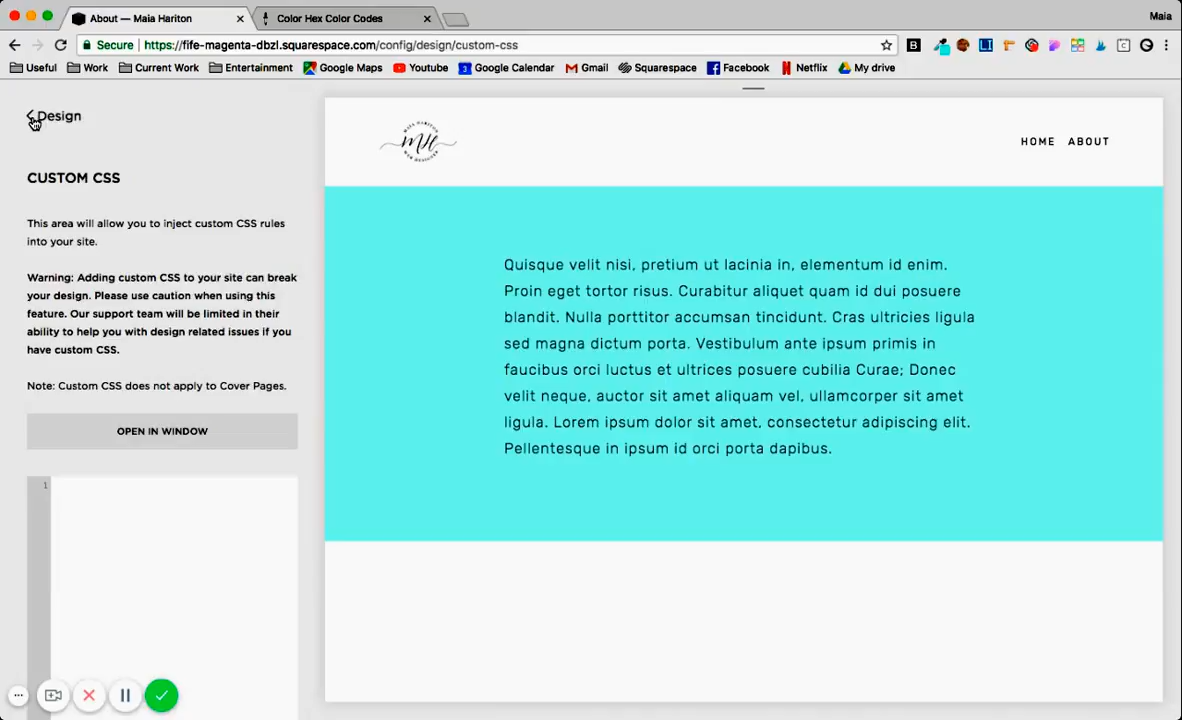 About — Maia Hariton
Color Hex Color Codes
Maia
Secure https://fife-magenta-dbzl.squarespace.com/config/design/custom-css
Useful Work Current Work Entertainment Google Maps Youtube Google Calendar Gmail Squarespace Facebook Netflix My drive
Design
CUSTOM CSS
This area will allow you to inject custom CSS rules
into your site.
Warning: Adding custom CSS to your site can break
your design. Please use caution when using this
feature. Our support team will be limited in their
ability to help you with design related issues if you
have custom CSS.
Note: Custom CSS does not apply to Cover Pages.
OPEN IN WINDOW
1
MAIA HARITON
MH
WEB DESIGNER
HOME ABOUT
Quisque velit nisi, pretium ut lacinia in, elementum id enim.
Proin eget tortor risus. Curabitur aliquet quam id dui posuere
blandit. Nulla porttitor accumsan tincidunt. Cras ultricies ligula
sed magna dictum porta. Vestibulum ante ipsum primis in
faucibus orci luctus et ultrices posuere cubilia Curae; Donec
velit neque, auctor sit amet aliquam vel, ullamcorper sit amet
ligula. Lorem ipsum dolor sit amet, consectetur adipiscing elit.
Pellentesque in ipsum id orci porta dapibus.